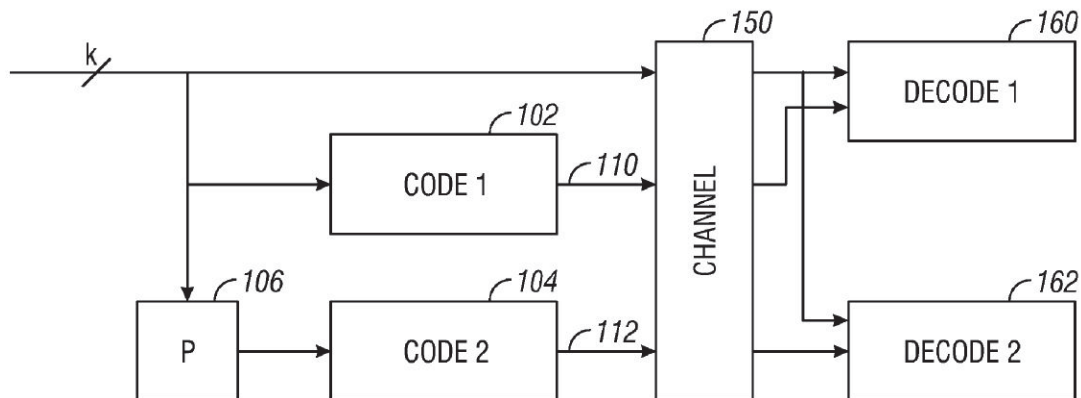 150
160
k
DECODE 1
102
CODE 1
110
CHANNEL
106
104
162
P
CODE 2
112
DECODE 2